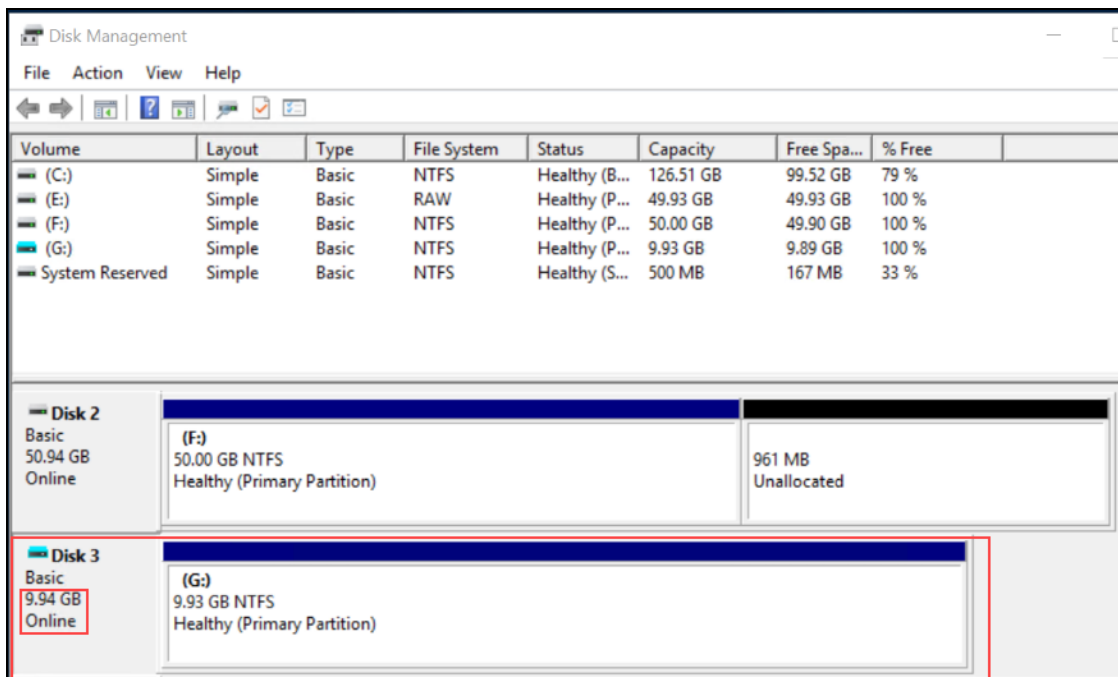 Disk Management
File Action View Help
Volume Layout Type File System Status Capacity Free Spa... % Free
(C:) Simple Basic NTFS Healthy (B... 126.51 GB 99.52 GB 79 %
(E:) Simple Basic RAW Healthy (P... 49.93 GB 49.93 GB 100 %
(F:) Simple Basic NTFS Healthy (P... 50.00 GB 49.90 GB 100 %
(G:) Simple Basic NTFS Healthy (P... 9.93 GB 9.89 GB 100 %
System Reserved Simple Basic NTFS Healthy (S... 500 MB 167 MB 33 %
Disk 2
Basic
50.94 GB
Online
(F:)
50.00 GB NTFS
Healthy (Primary Partition)
961 MB
Unallocated
Disk 3
Basic
9.94 GB
Online
(G:)
9.93 GB NTFS
Healthy (Primary Partition)